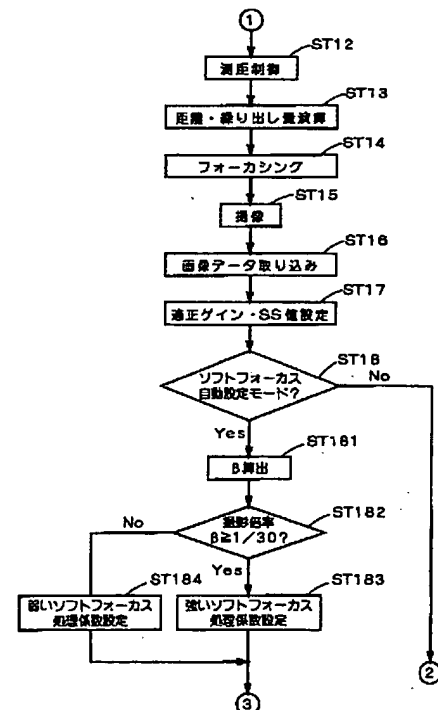 ①
ST12
測距制御
ST13
距離・繰り出し量演算
ST14
フォーカシング
ST15
撮像
ST16
画像データ取り込み
ST17
適正ゲイン・SS値設定
ST18
ソフトフォーカス
自動設定モード?
No
Yes
ST181
β算出
ST182
撮影倍率
β≧1/30?
No
Yes
ST184
弱いソフトフォーカス
処理係数設定
ST183
強いソフトフォーカス
処理係数設定
②
③